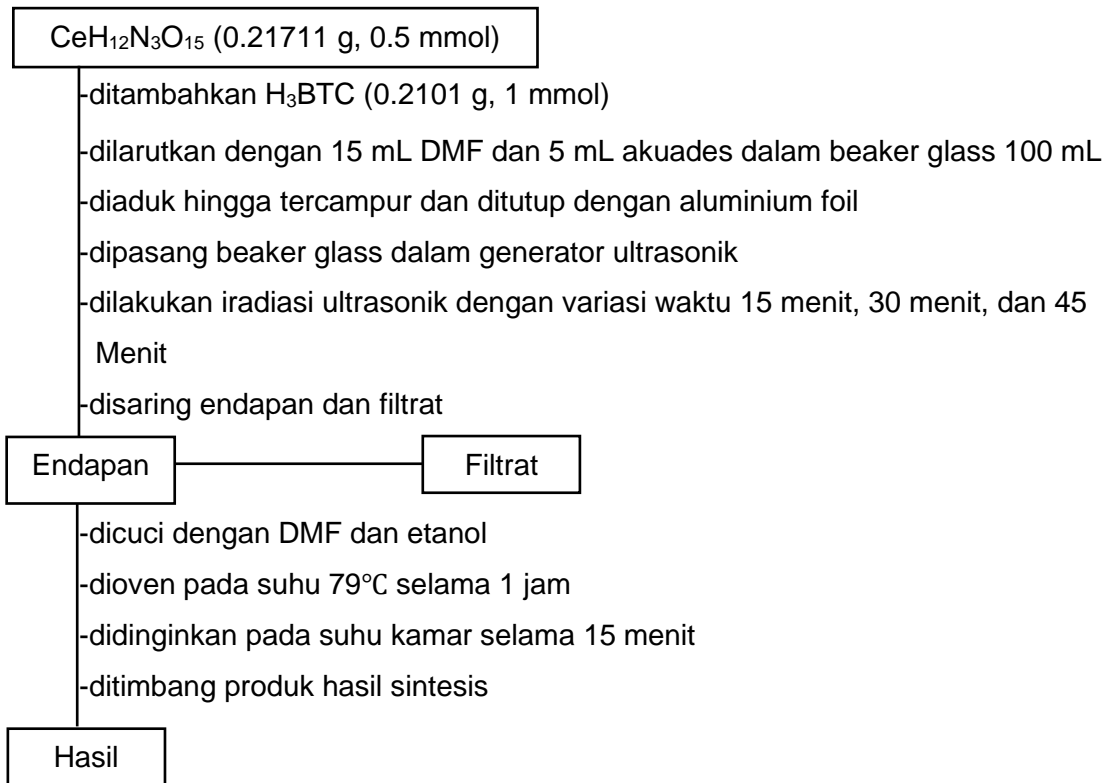 CeH₁₂N₃O₁₅ (0.21711 g, 0.5 mmol)
-ditambahkan H₃BTC (0.2101 g, 1 mmol)
-dilarutkan dengan 15 mL DMF dan 5 mL akuades dalam beaker glass 100 mL
-diaduk hingga tercampur dan ditutup dengan aluminium foil
-dipasang beaker glass dalam generator ultrasonik
-dilakukan iradiasi ultrasonik dengan variasi waktu 15 menit, 30 menit, dan 45
Menit
-disaring endapan dan filtrat
Endapan
Filtrat
-dicuci dengan DMF dan etanol
-dioven pada suhu 79℃ selama 1 jam
-didinginkan pada suhu kamar selama 15 menit
-ditimbang produk hasil sintesis
Hasil